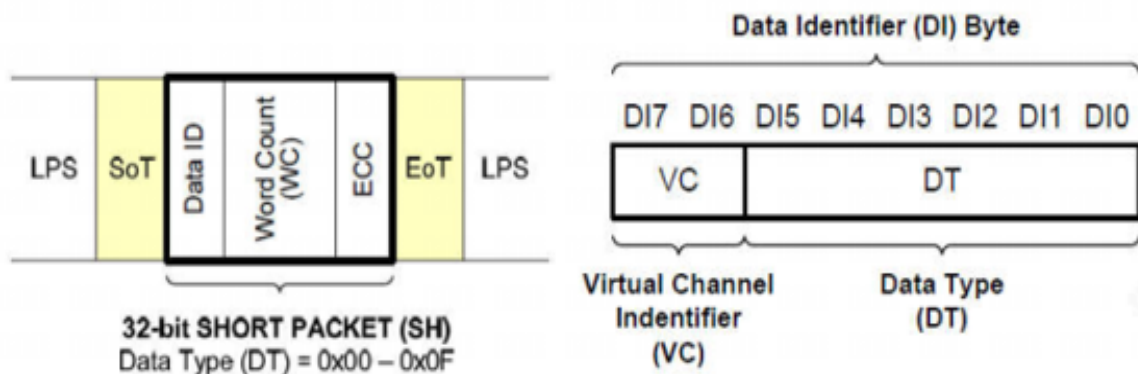 LPS
SoT
Data ID
Word Count
(WC)
ECC
EoT
LPS
32-bit SHORT PACKET (SH)
Data Type (DT) = 0x00 – 0x0F
Data Identifier (DI) Byte
DI7 DI6 DI5 DI4 DI3 DI2 DI1 DI0
VC
DT
Virtual Channel
Indentifier
(VC)
Data Type
(DT)